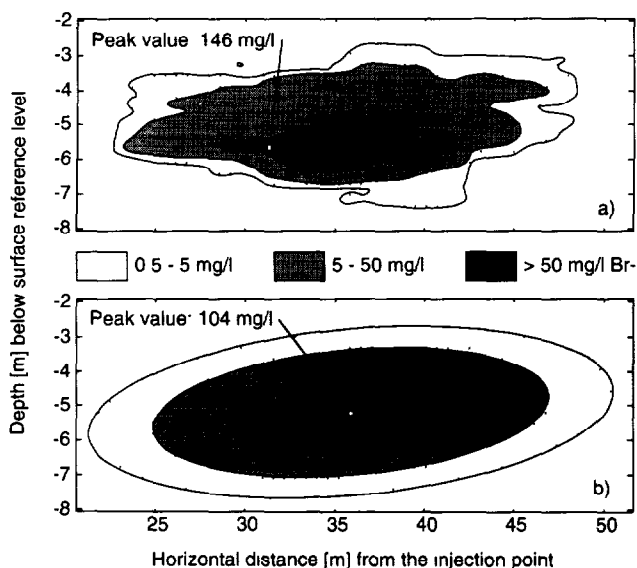 -2
Peak value 146 mg/l
-3
-4
-5
-6
-7
a)
-8
0 5 - 5 mg/l
5 - 50 mg/l
> 50 mg/l Br-
-2
Peak value 104 mg/l
-3
-4
-5
-6
-7
b)
-8
25 30 35 40 45 50
Depth [m] below surface reference level
Horizontal distance [m] from the injection point